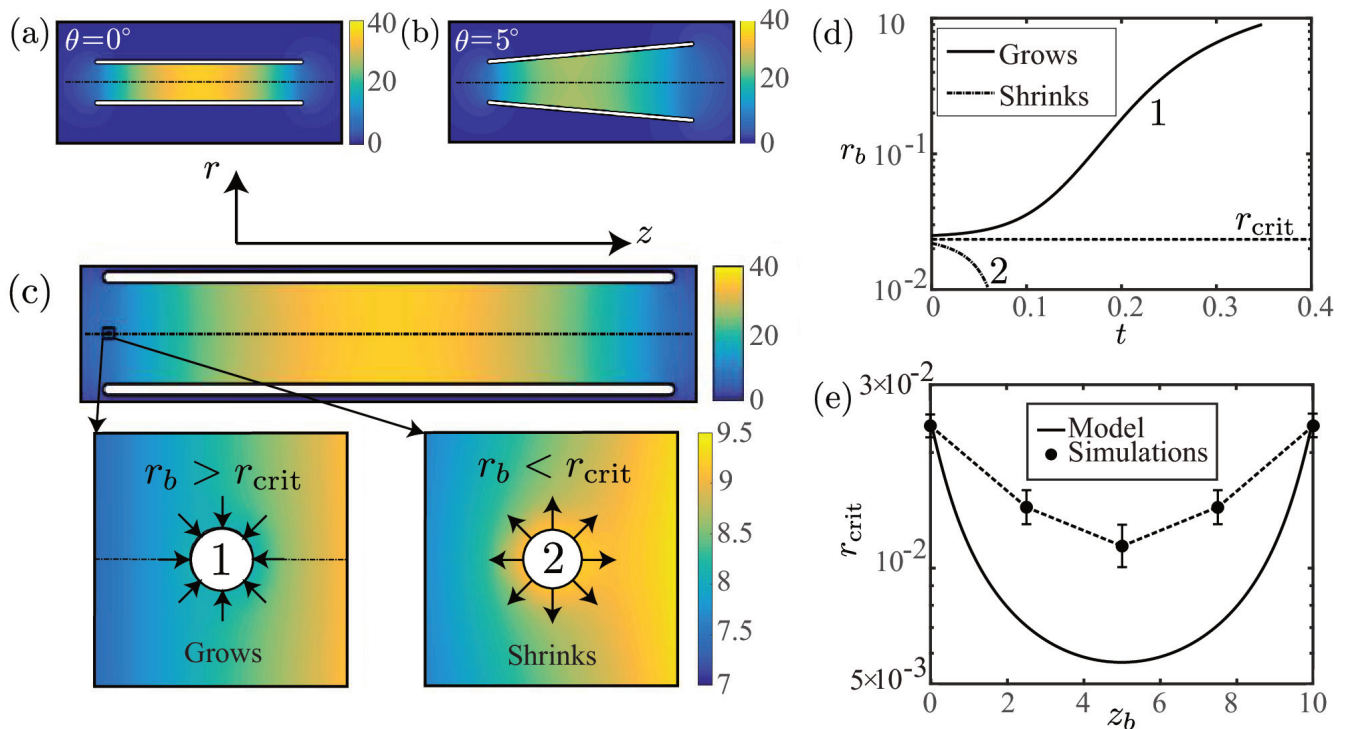 (a)
θ=0°
40
20
0
(b)
θ=5°
40
20
0
r
z
(c)
40
20
0
r_b > r_crit
1
Grows
r_b < r_crit
2
Shrinks
9.5
9
8.5
8
7.5
7
(d)
Grows
Shrinks
10
10⁻¹
10⁻²
r_b
1
2
r_crit
0
0.1
0.2
0.3
0.4
t
(e)
3×10⁻²
10⁻²
5×10⁻³
r_crit
Model
Simulations
0
2
4
6
8
10
z_b